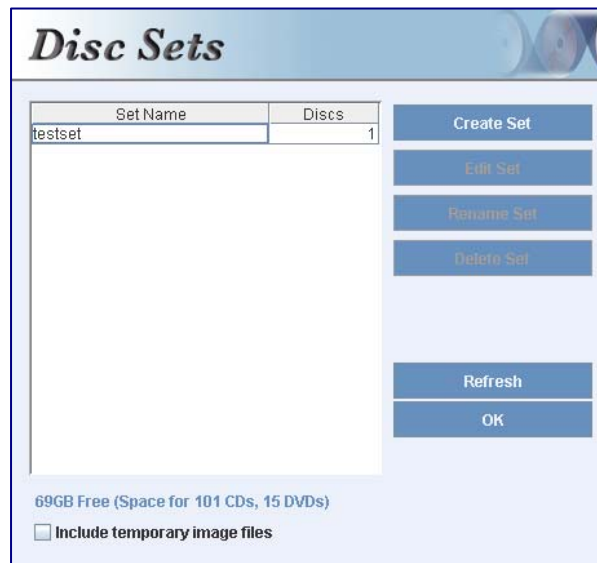 Disc Sets
Set Name Discs
testset 1
Create Set
Edit Set
Rename Set
Delete Set
Refresh
OK
69GB Free (Space for 101 CDs, 15 DVDs)
Include temporary image files